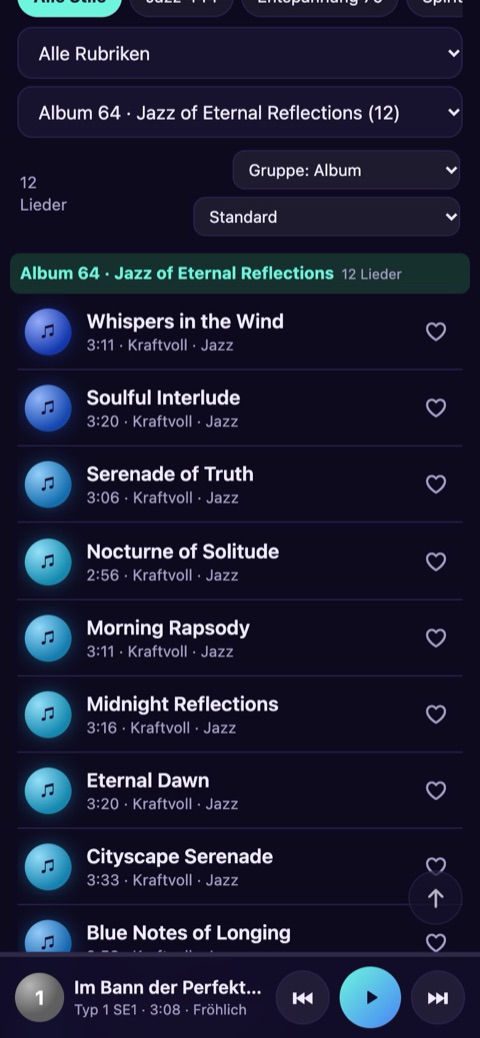 Alle Rubriken
Album 64 · Jazz of Eternal Reflections (12)
12
Lieder
Gruppe: Album
Standard
Album 64 · Jazz of Eternal Reflections 12 Lieder
Whispers in the Wind
3:11 · Kraftvoll · Jazz
Soulful Interlude
3:20 · Kraftvoll · Jazz
Serenade of Truth
3:06 · Kraftvoll · Jazz
Nocturne of Solitude
2:56 · Kraftvoll · Jazz
Morning Rapsody
3:11 · Kraftvoll · Jazz
Midnight Reflections
3:16 · Kraftvoll · Jazz
Eternal Dawn
3:20 · Kraftvoll · Jazz
Cityscape Serenade
3:33 · Kraftvoll · Jazz
Blue Notes of Longing
1
Im Bann der Perfekt...
Typ 1 SE1 · 3:08 · Fröhlich